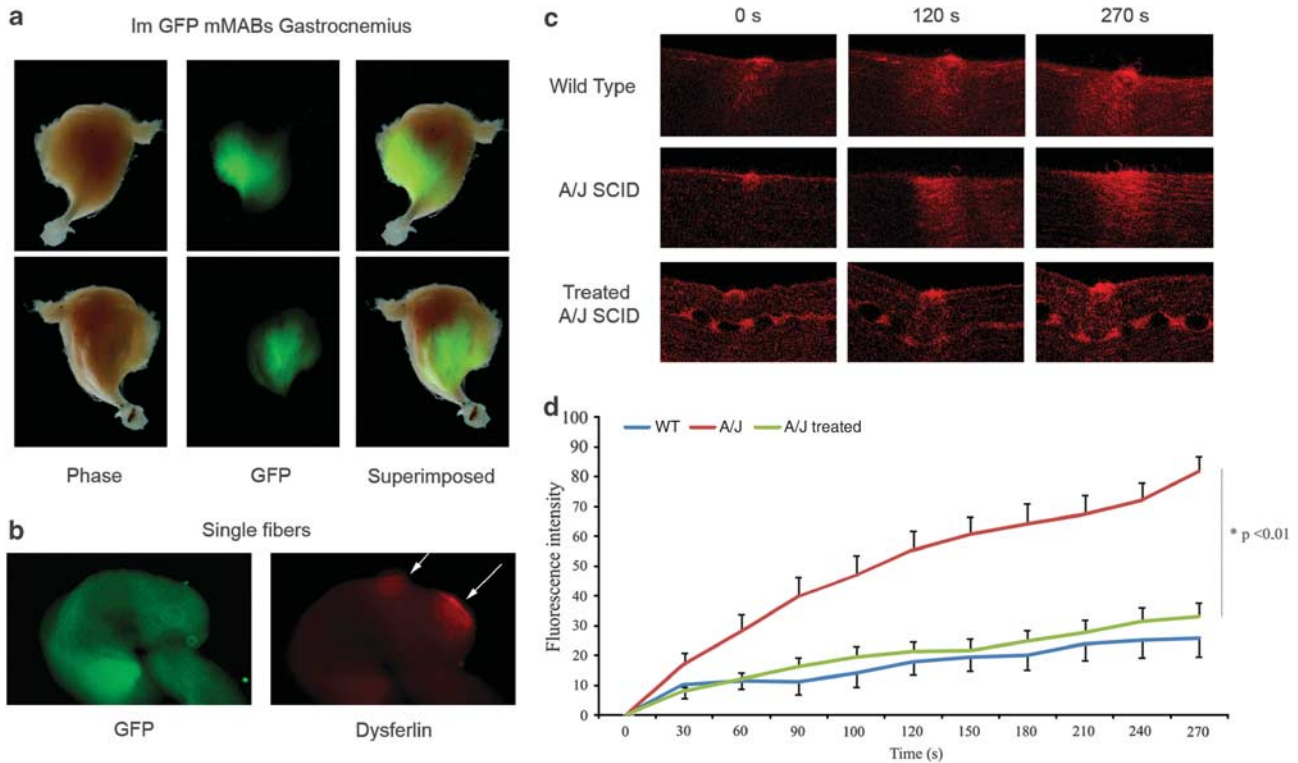 a
Im GFP mMABs Gastrocnemius
Phase GFP Superimposed
b
Single fibers
GFP Dysferlin
c
0 s 120 s 270 s
Wild Type
A/J SCID
Treated
A/J SCID
d
WT A/J A/J treated
Fluorescence intensity
100
90
80
70
60
50
40
30
20
10
0
* p <0.01
0 30 60 90 100 120 150 180 210 240 270
Time (s)